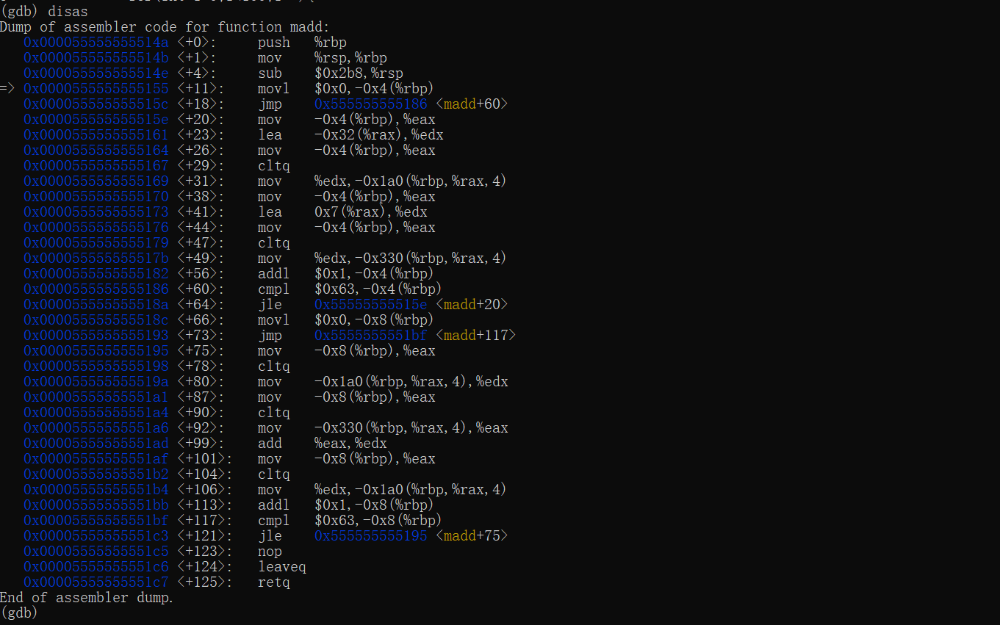 (gdb) disas
Dump of assembler code for function madd:
0x000055555555514a <+0>: push %rbp
0x000055555555514b <+1>: mov %rsp,%rbp
0x000055555555514e <+4>: sub $0x2b8,%rsp
=> 0x0000555555555155 <+11>: movl $0x0,-0x4(%rbp)
0x000055555555515c <+18>: jmp 0x555555555186 <madd+60>
0x000055555555515e <+20>: mov -0x4(%rbp),%eax
0x0000555555555161 <+23>: lea -0x32(%rax),%edx
0x0000555555555164 <+26>: mov -0x4(%rbp),%eax
0x0000555555555167 <+29>: cltq
0x0000555555555169 <+31>: mov %edx,-0x1a0(%rbp,%rax,4)
0x0000555555555170 <+38>: mov -0x4(%rbp),%eax
0x0000555555555173 <+41>: lea 0x7(%rax),%edx
0x0000555555555176 <+44>: mov -0x4(%rbp),%eax
0x0000555555555179 <+47>: cltq
0x000055555555517b <+49>: mov %edx,-0x330(%rbp,%rax,4)
0x0000555555555182 <+56>: addl $0x1,-0x4(%rbp)
0x0000555555555186 <+60>: cmpl $0x63,-0x4(%rbp)
0x000055555555518a <+64>: jle 0x55555555515e <madd+20>
0x000055555555518c <+66>: movl $0x0,-0x8(%rbp)
0x0000555555555193 <+73>: jmp 0x5555555551bf <madd+117>
0x0000555555555195 <+75>: mov -0x8(%rbp),%eax
0x0000555555555198 <+78>: cltq
0x000055555555519a <+80>: mov -0x1a0(%rbp,%rax,4),%edx
0x00005555555551a1 <+87>: mov -0x8(%rbp),%eax
0x00005555555551a4 <+90>: cltq
0x00005555555551a6 <+92>: mov -0x330(%rbp,%rax,4),%eax
0x00005555555551ad <+99>: add %eax,%edx
0x00005555555551af <+101>: mov -0x8(%rbp),%eax
0x00005555555551b2 <+104>: cltq
0x00005555555551b4 <+106>: mov %edx,-0x1a0(%rbp,%rax,4)
0x00005555555551bb <+113>: addl $0x1,-0x8(%rbp)
0x00005555555551bf <+117>: cmpl $0x63,-0x8(%rbp)
0x00005555555551c3 <+121>: jle 0x555555555195 <madd+75>
0x00005555555551c5 <+123>: nop
0x00005555555551c6 <+124>: leaveq
0x00005555555551c7 <+125>: retq
End of assembler dump.
(gdb)